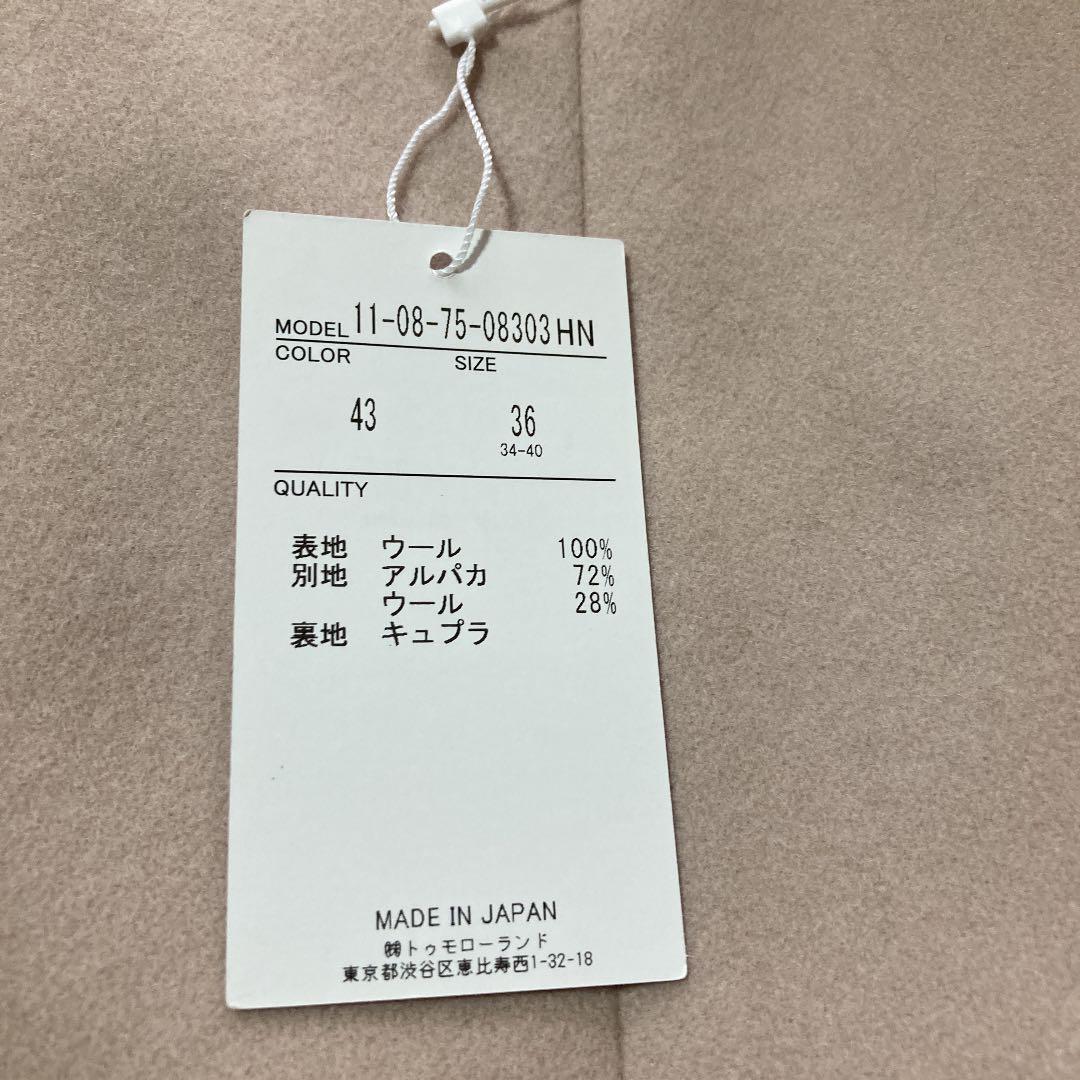 MODEL 11-08-75-08303 HN
COLOR SIZE
43 36
34-40
QUALITY
表地 ウール 100%
別地 アルパカ 72%
ウール 28%
裏地 キュプラ
MADE IN JAPAN
㈱トゥモローランド
東京都渋谷区恵比寿西1-32-18